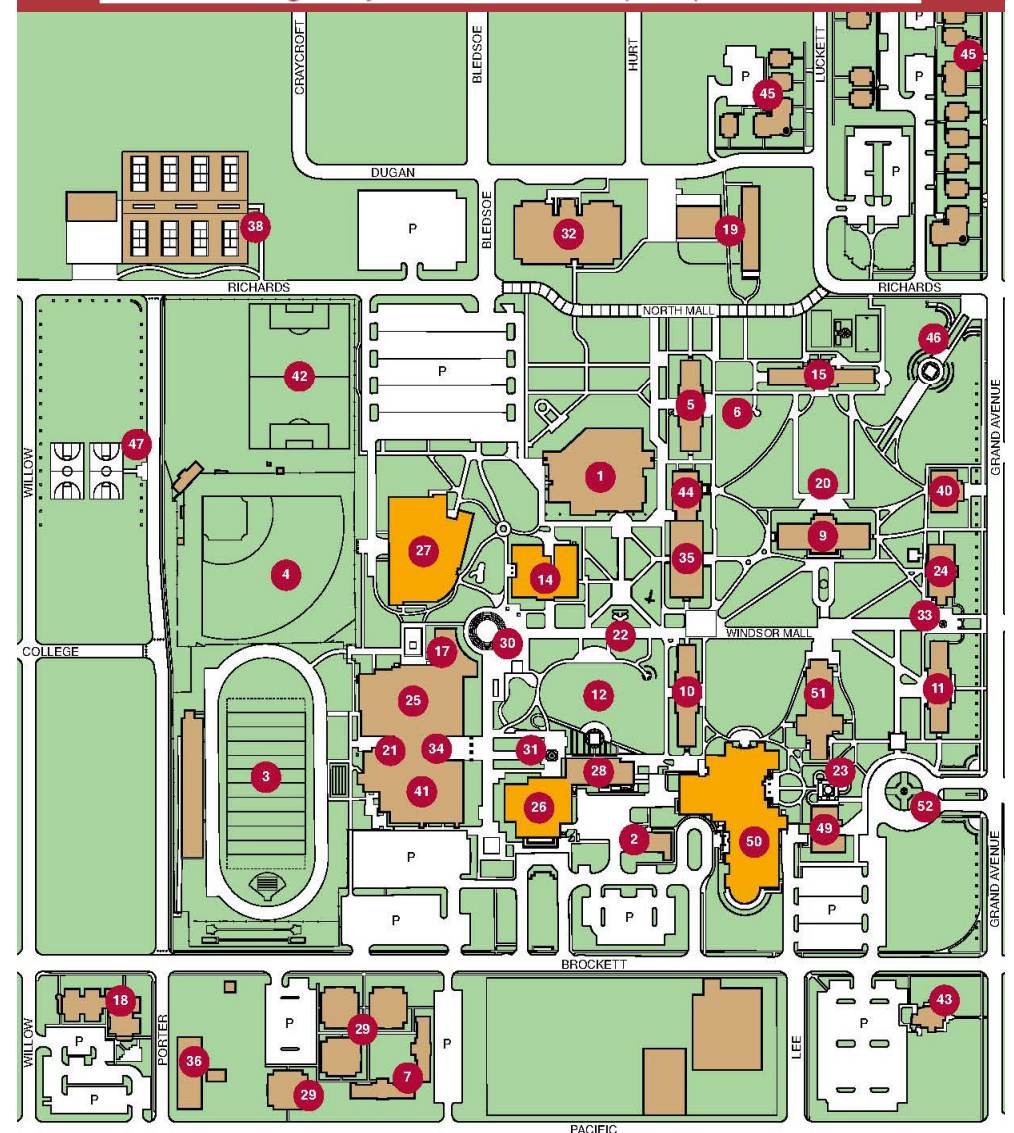 CRAYCROFT
BLEDSOE
HURT
LUCKETT
P
P
45
45
DUGAN
P
38
P
BLEDSOE
32
19
RICHARDS
RICHARDS
NORTH MALL
42
P
5
6
15
46
GRAND AVENUE
WILLOW
47
1
44
20
40
27
14
35
9
24
4
22
33
30
WINDSOR MALL
COLLEGE
17
25
12
10
51
11
21
34
31
28
23
3
41
26
2
50
49
52
P
P
P
P
GRAND AVENUE
BROCKETT
18
P
P
WILLOW
PORTER
36
P
29
29
7
P
LEE
P
43
PACIFIC